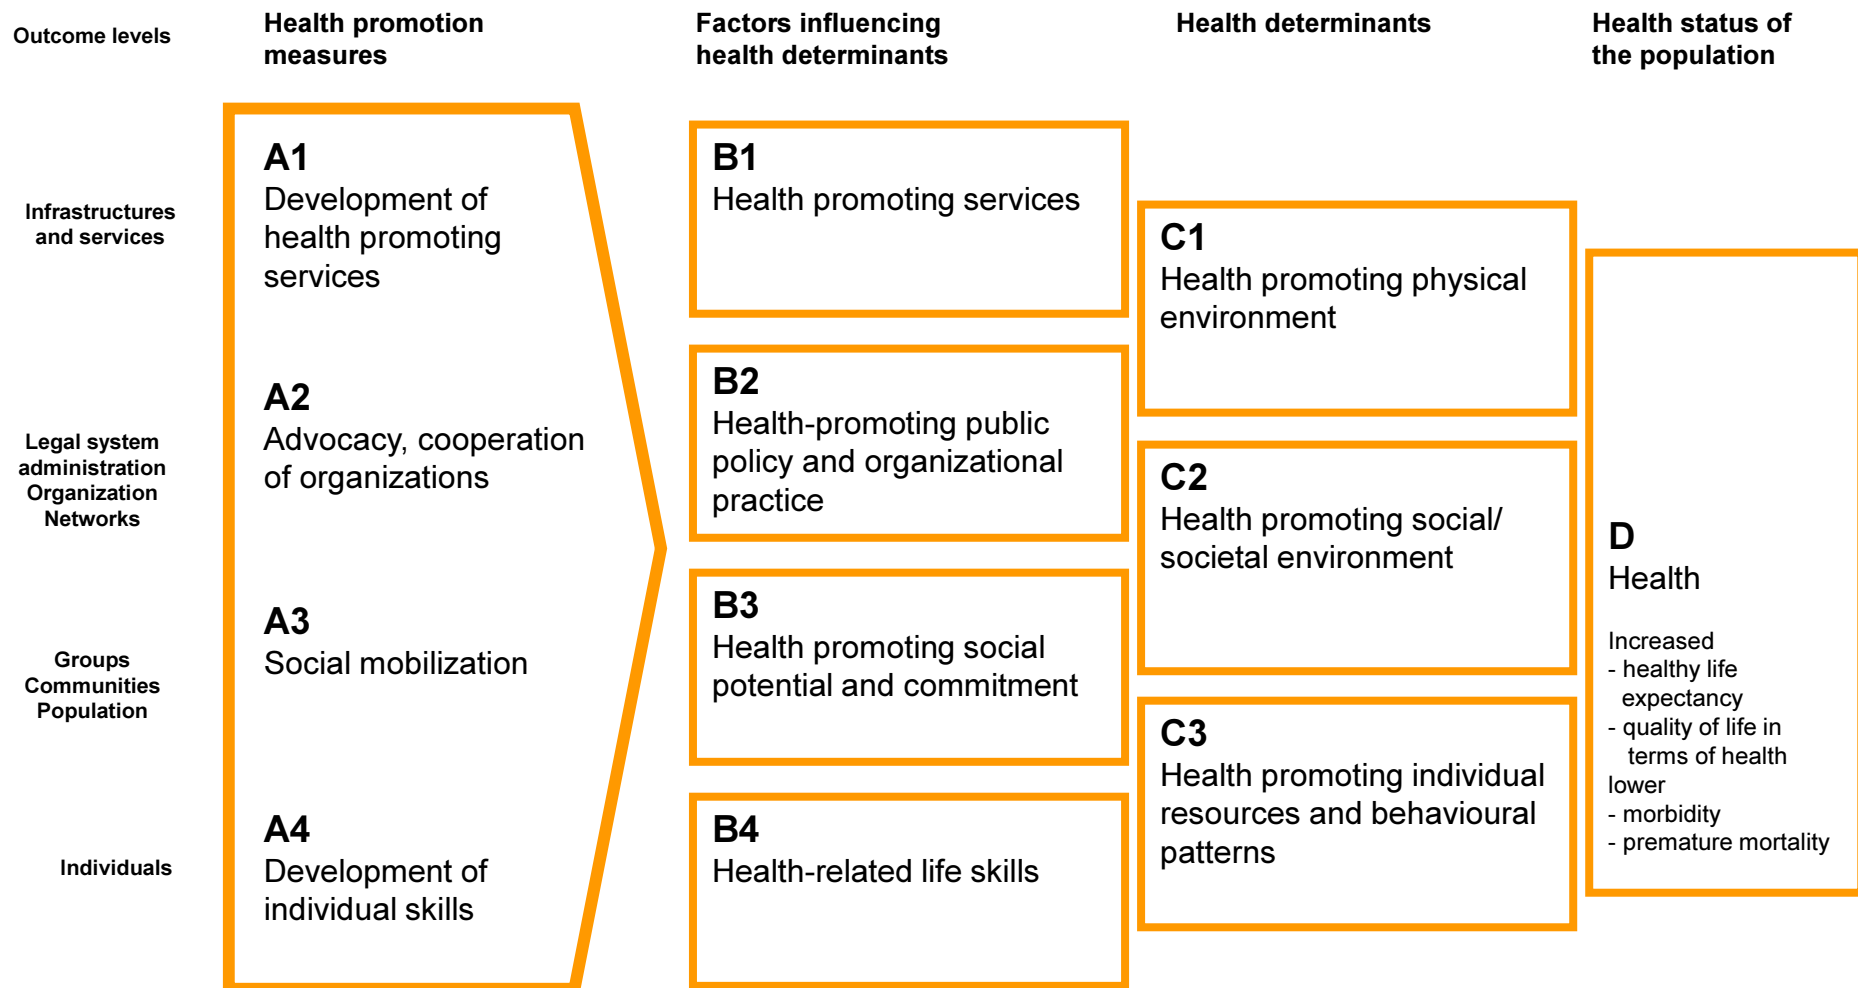 Outcome levels
Health promotion
measures
Factors influencing
health determinants
Health determinants
Health status of
the population
Infrastructures
and services
A1
Development of
health promoting
services
B1
Health promoting services
C1
Health promoting physical
environment
Legal system
administration
Organization
Networks
A2
Advocacy, cooperation
of organizations
B2
Health-promoting public
policy and organizational
practice
C2
Health promoting social/
societal environment
Groups
Communities
Population
A3
Social mobilization
B3
Health promoting social
potential and commitment
C3
Health promoting individual
resources and behavioural
patterns
Individuals
A4
Development of
individual skills
B4
Health-related life skills
D
Health
Increased
- healthy life
expectancy
- quality of life in
terms of health
lower
- morbidity
- premature mortality